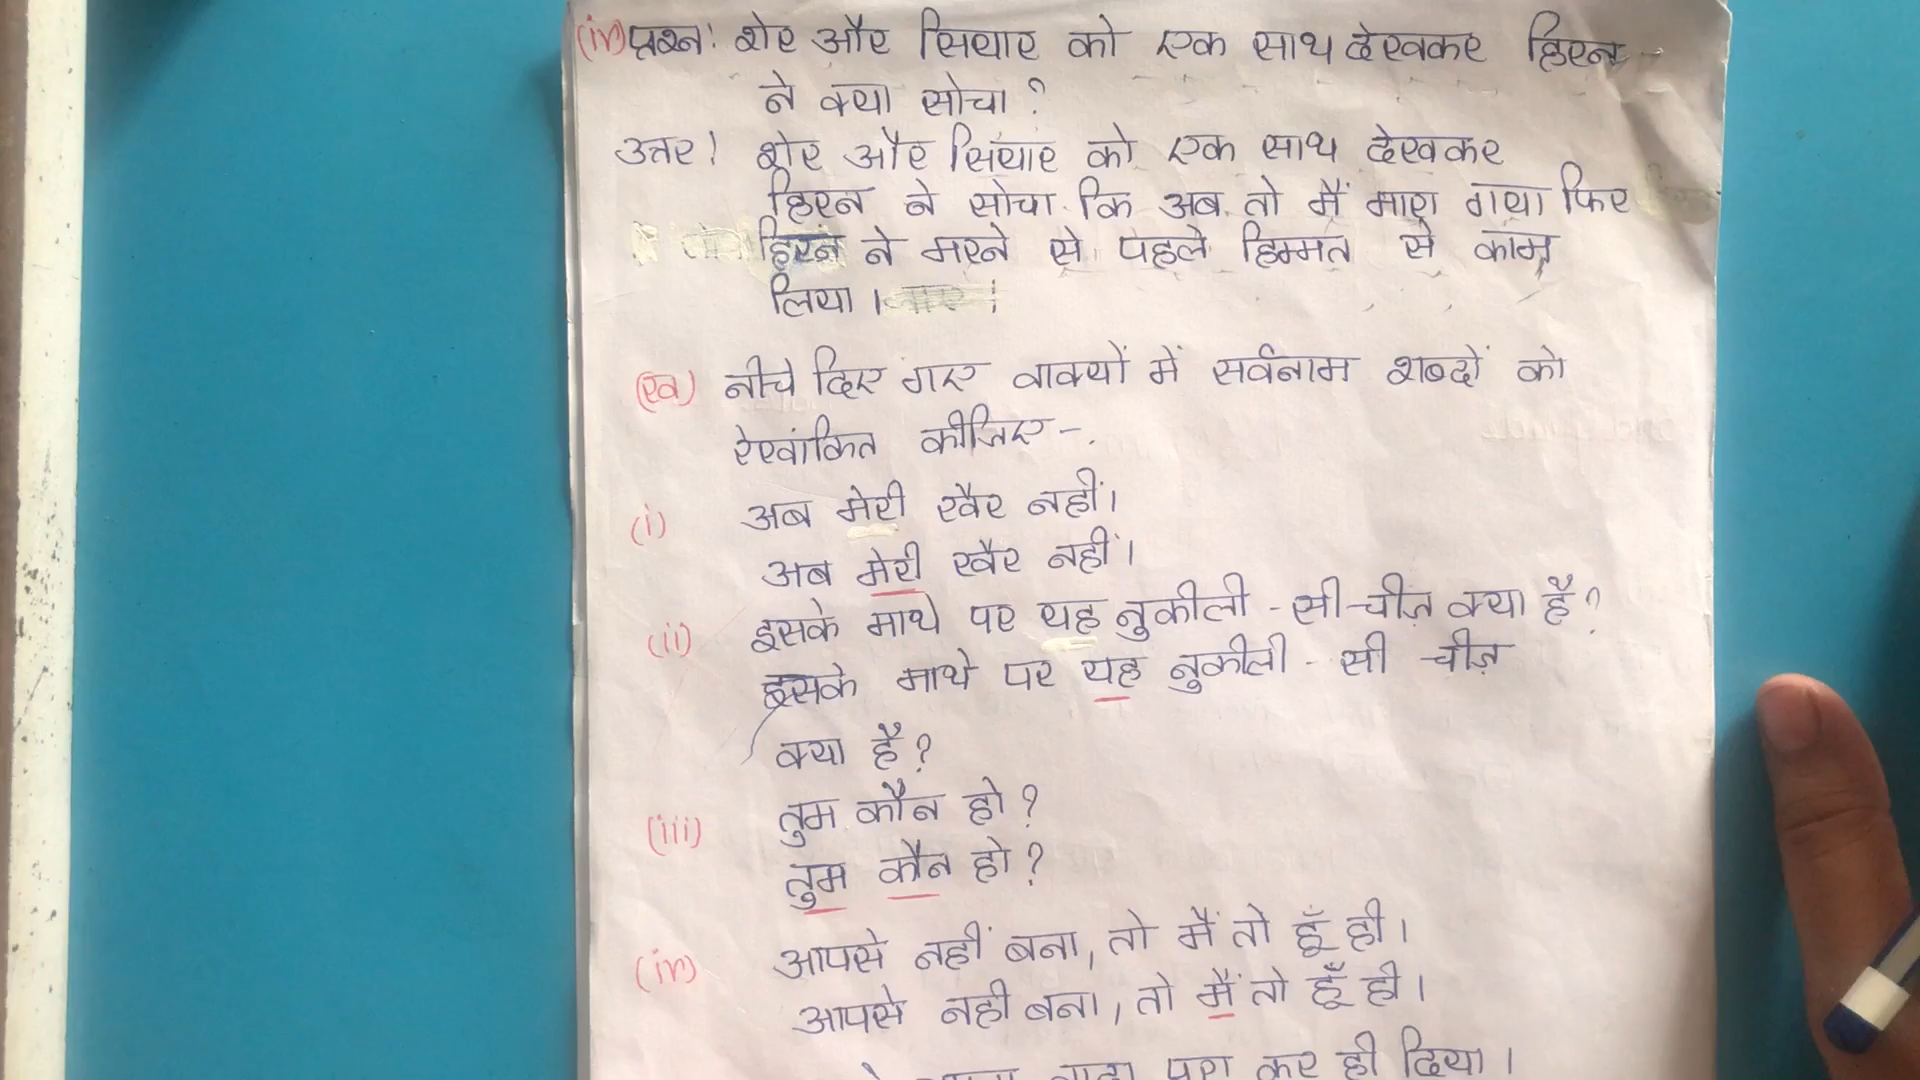 (iv) प्रश्न! शेर और सियार को एक साथ देखकर हिरन
ने क्या सोचा ?
उत्तर! शेर और सियार को एक साथ देखकर
हिरन ने सोचा कि अब तो मैं मारा गया फिर
हिरन ने मरने से पहले हिम्मत से काम
लिया ।
(ख) नीचे दिए गए वाक्यों में सर्वनाम शब्दों को
रेखांकित कीजिए -
(i) अब मेरी खैर नहीं।
अब मेरी खैर नहीं।
(ii) इसके माथे पर यह नुकीली - सी चीज़ क्या है ?
इसके माथे पर यह नुकीली - सी चीज़
क्या है ?
(iii) तुम कौन हो ?
तुम कौन हो ?
(iv) आपसे नहीं बना, तो मैं तो हूँ ही।
आपसे नही बना, तो मैं तो हूँ ही।
कर ही दिया ।